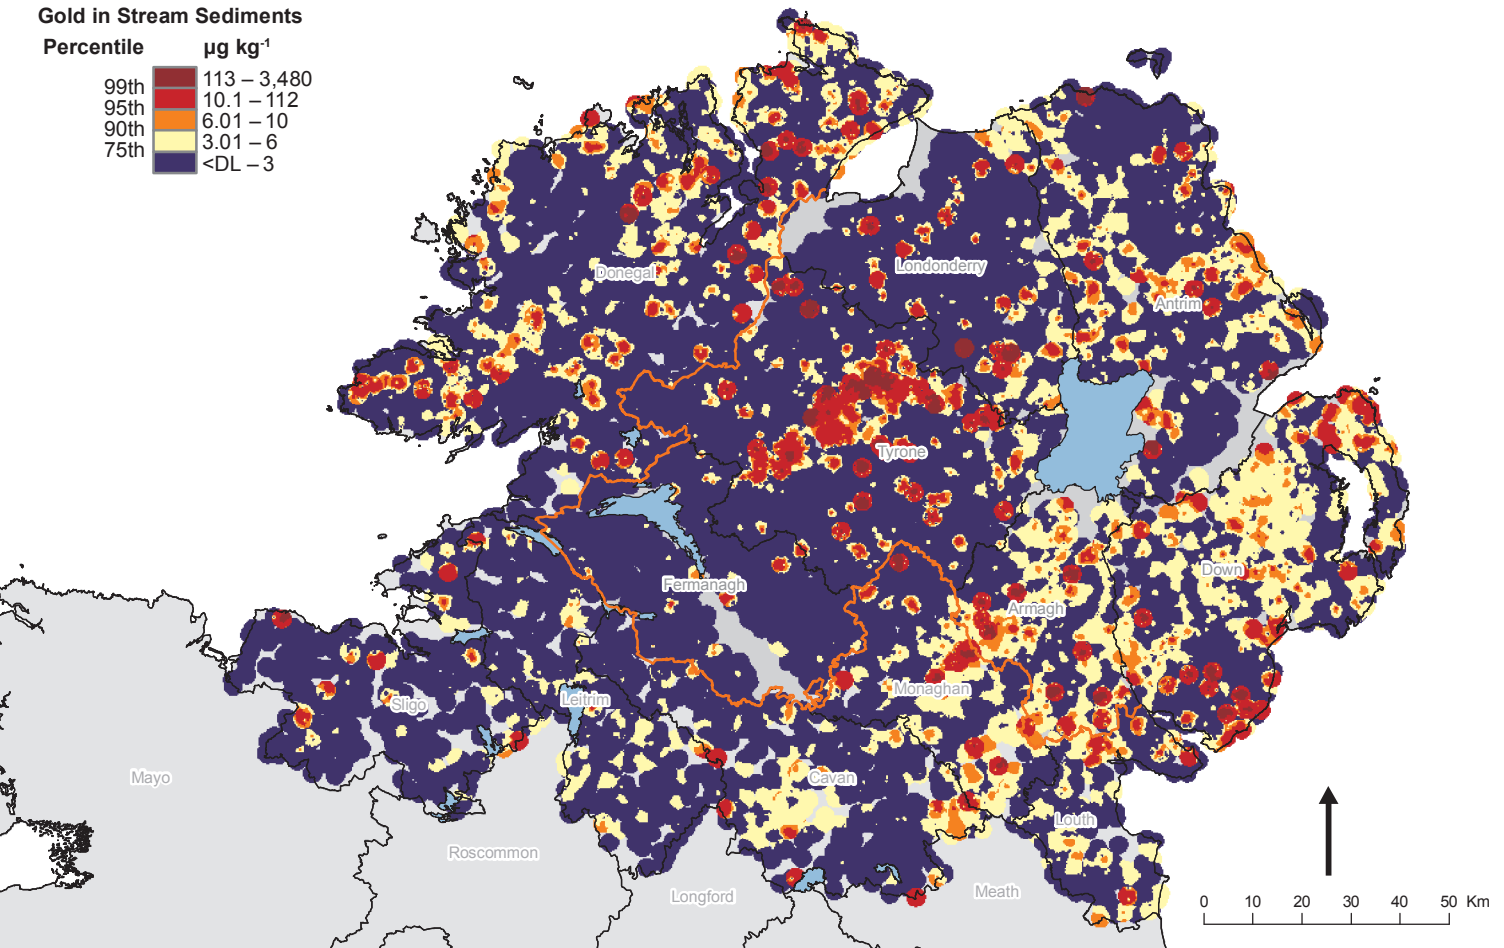 Gold in Stream Sediments
Percentile µg kg⁻¹
99th 113 – 3,480
95th 10.1 – 112
90th 6.01 – 10
75th 3.01 – 6
<DL – 3
Donegal
Londonderry
Antrim
Tyrone
Fermanagh
Down
Armagh
Monaghan
Sligo
Leitrim
Mayo
Cavan
Louth
Roscommon
Longford
Meath
0 10 20 30 40 50 Km